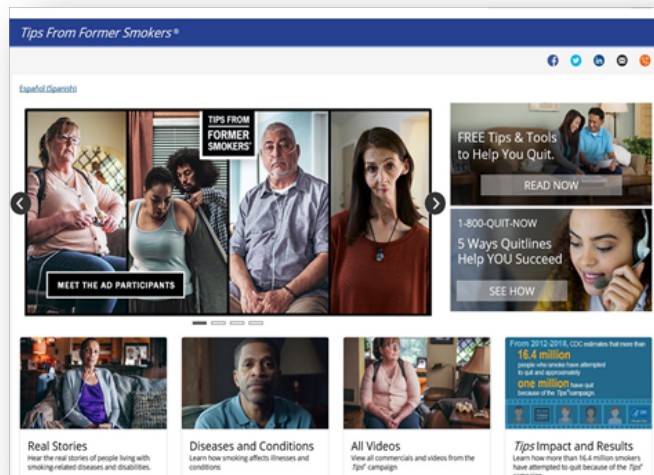 Tips From Former Smokers®
Español (Spanish)
TIPS FROM
FORMER
SMOKERS®
MEET THE AD PARTICIPANTS
FREE Tips & Tools
to Help You Quit.
READ NOW
1-800-QUIT-NOW
5 Ways Quitlines
Help YOU Succeed
SEE HOW
Real Stories
Hear the real stories of people living with
smoking-related diseases and disabilities.
Diseases and Conditions
Learn how smoking affects illnesses and
conditions
All Videos
View all commercials and videos from the
Tips® campaign
From 2012-2018, CDC estimates that more than
16.4 million
people who smoke have attempted
to quit and approximately
one million have quit
because of the Tips® campaign.
Tips Impact and Results
Learn how more than 16.4 million smokers
have attempted to quit because of the Tips®